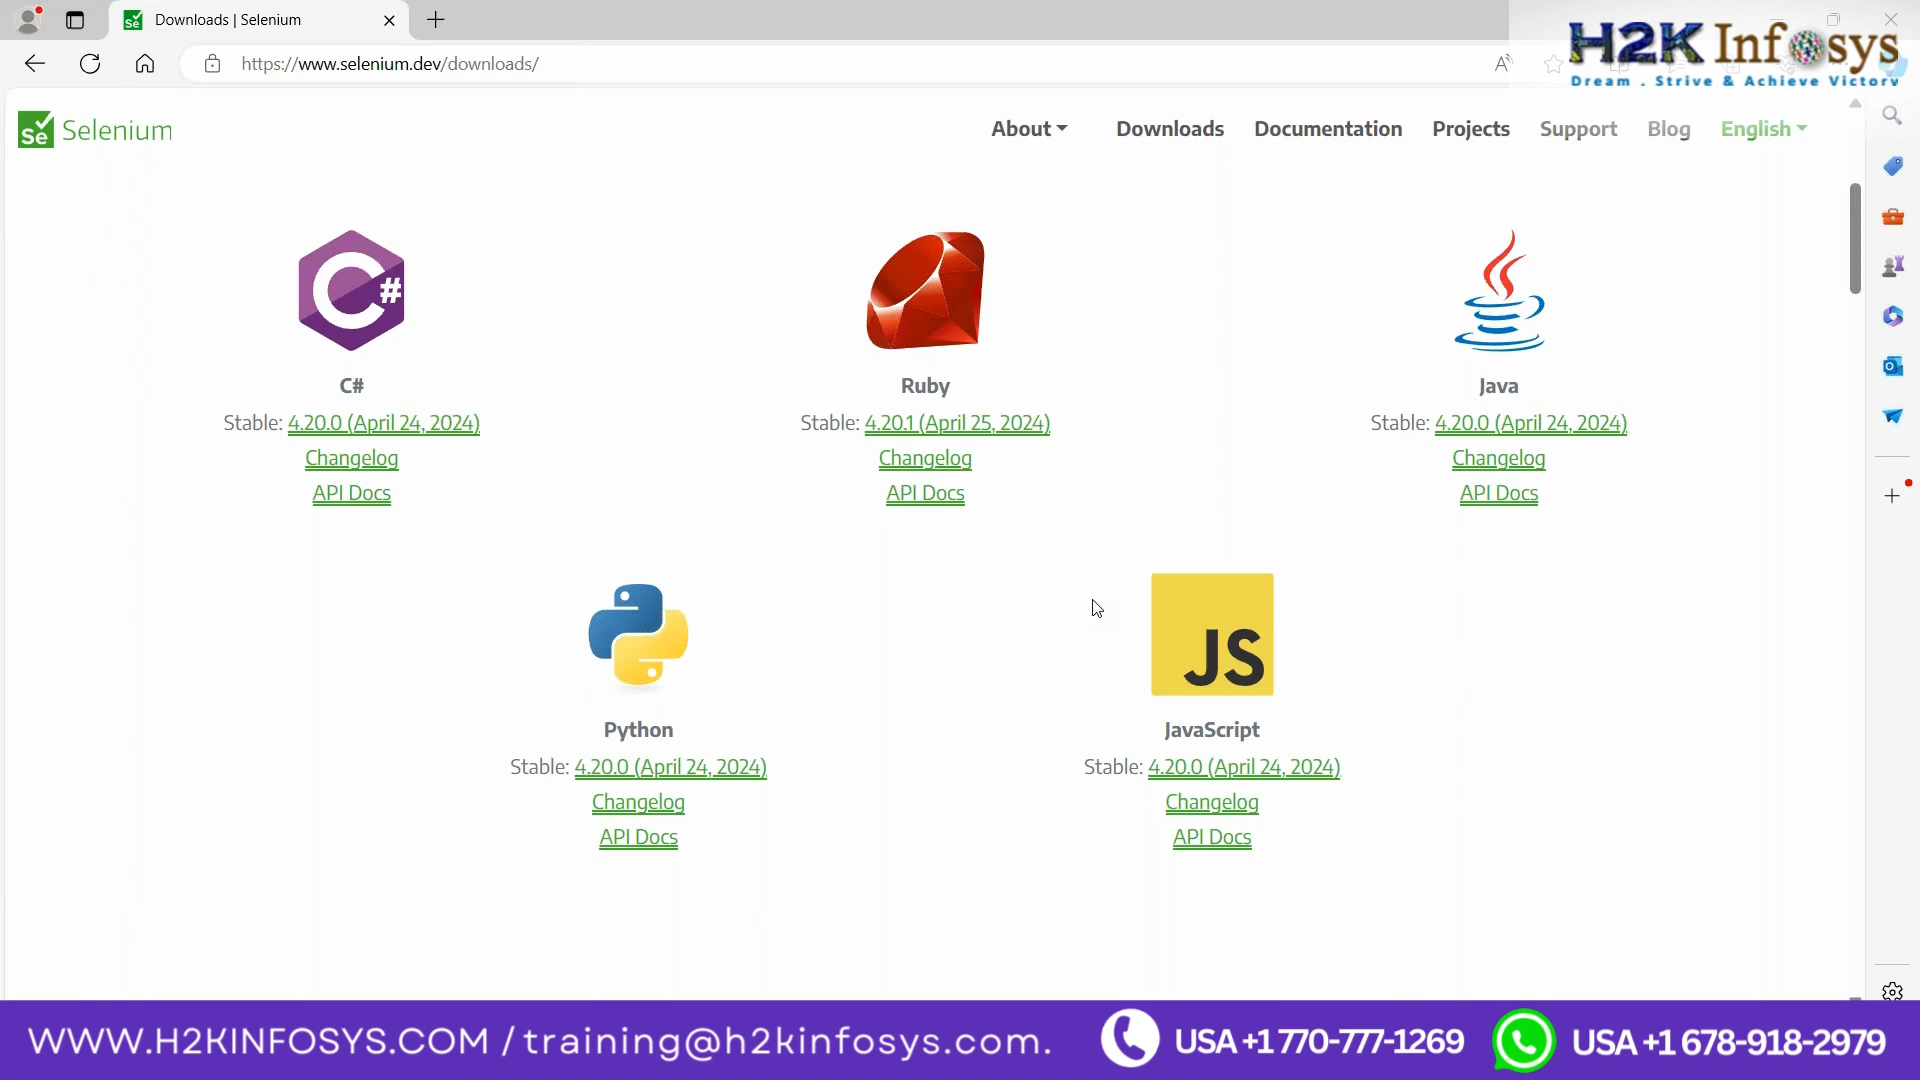 Se Downloads | Selenium
H2K Infosys
Dream . Strive & Achieve Victory
https://www.selenium.dev/downloads/
Se Selenium
About Downloads Documentation Projects Support Blog English
C#
C#
Stable: 4.20.0 (April 24, 2024)
Changelog
API Docs
Ruby
Stable: 4.20.1 (April 25, 2024)
Changelog
API Docs
Java
Stable: 4.20.0 (April 24, 2024)
Changelog
API Docs
Python
Stable: 4.20.0 (April 24, 2024)
Changelog
API Docs
JS
JavaScript
Stable: 4.20.0 (April 24, 2024)
Changelog
API Docs
WWW.H2KINFOSYS.COM / training@h2kinfosys.com. USA +1 770-777-1269 USA +1 678-918-2979